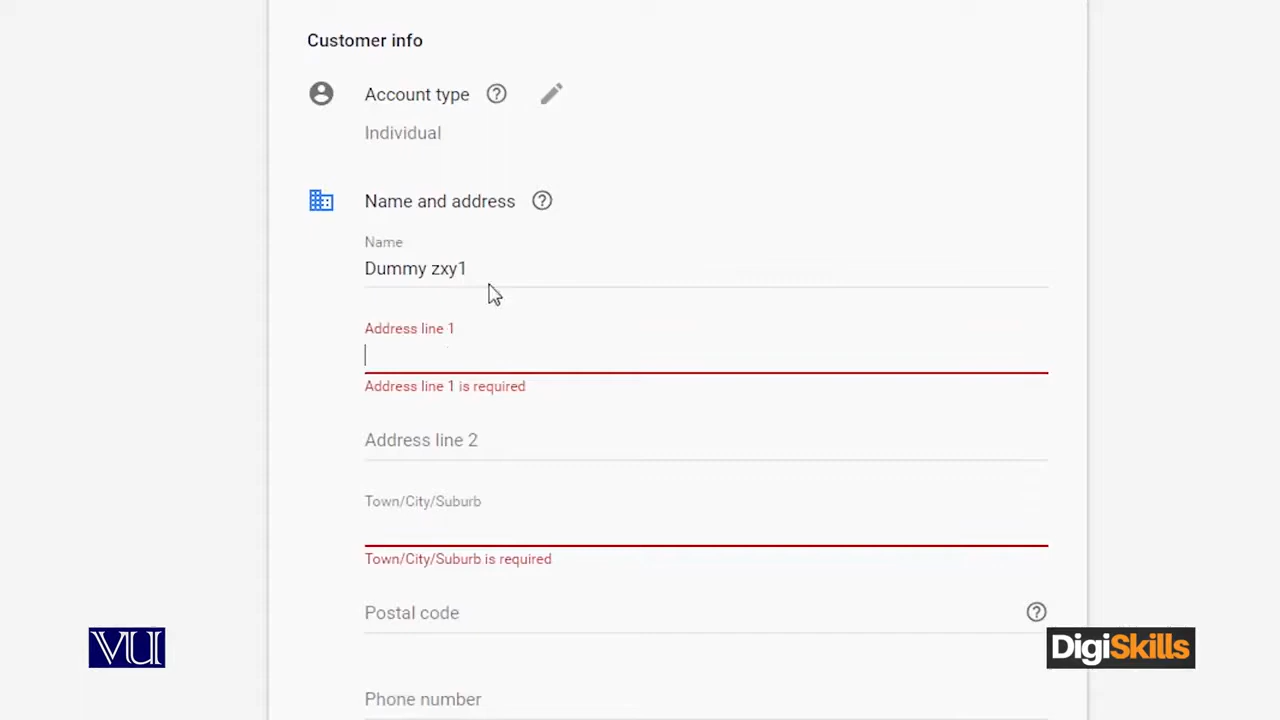 Customer info
Account type
Individual
Name and address
Name
Dummy zxy1
Address line 1
Address line 1 is required
Address line 2
Town/City/Suburb
Town/City/Suburb is required
Postal code
VU
DigiSkills
Phone number